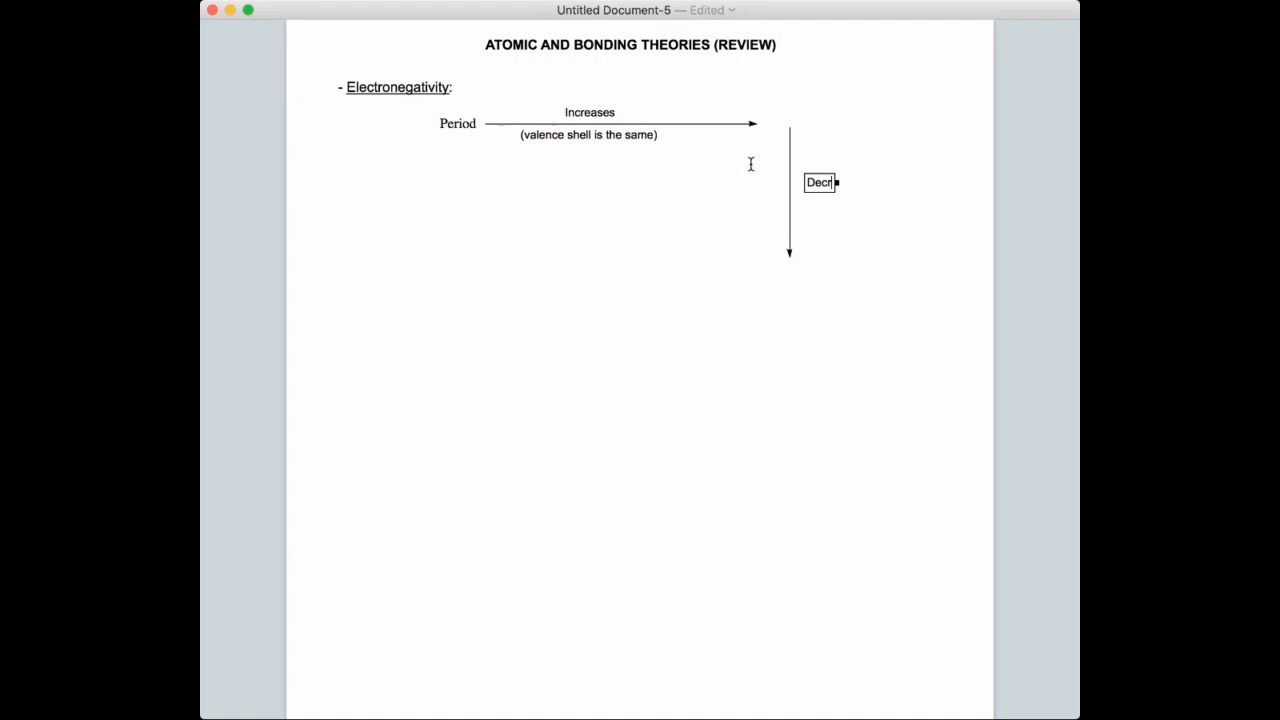 Untitled Document-5 — Edited
ATOMIC AND BONDING THEORIES (REVIEW)
- Electronegativity:
Increases
Period
(valence shell is the same)
Decr